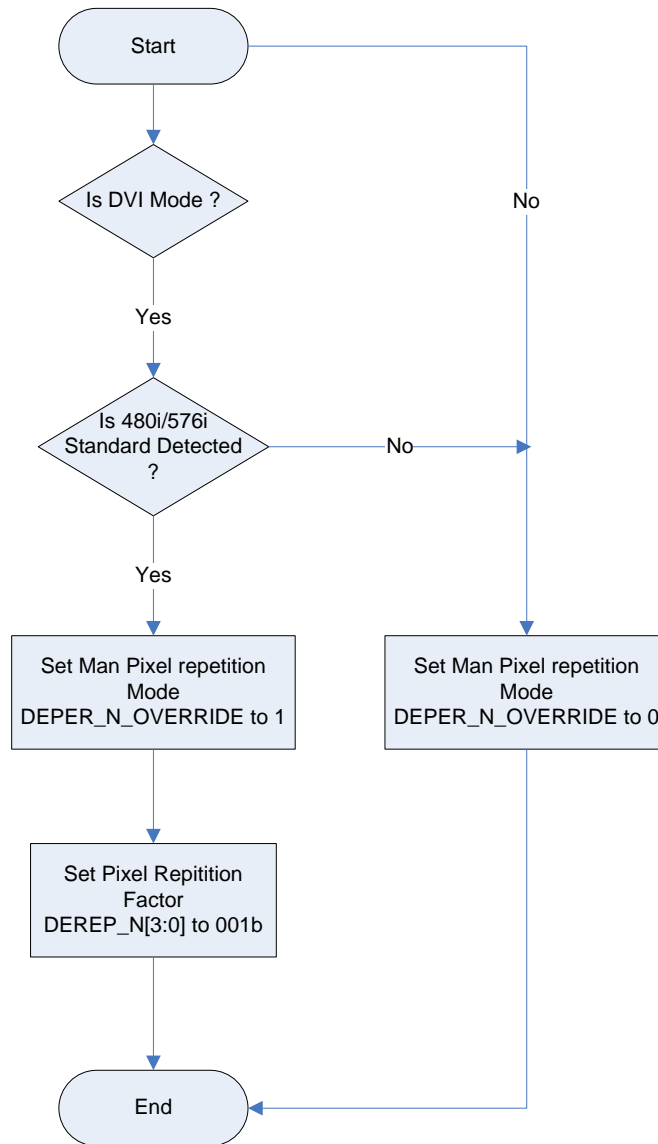 Start
Is DVI Mode ?
No
Yes
Is 480i/576i
Standard Detected
?
No
Yes
Set Man Pixel repetition
Mode
DEPER_N_OVERRIDE to 1
Set Man Pixel repetition
Mode
DEPER_N_OVERRIDE to 0
Set Pixel Repitition
Factor
DEREP_N[3:0] to 001b
End